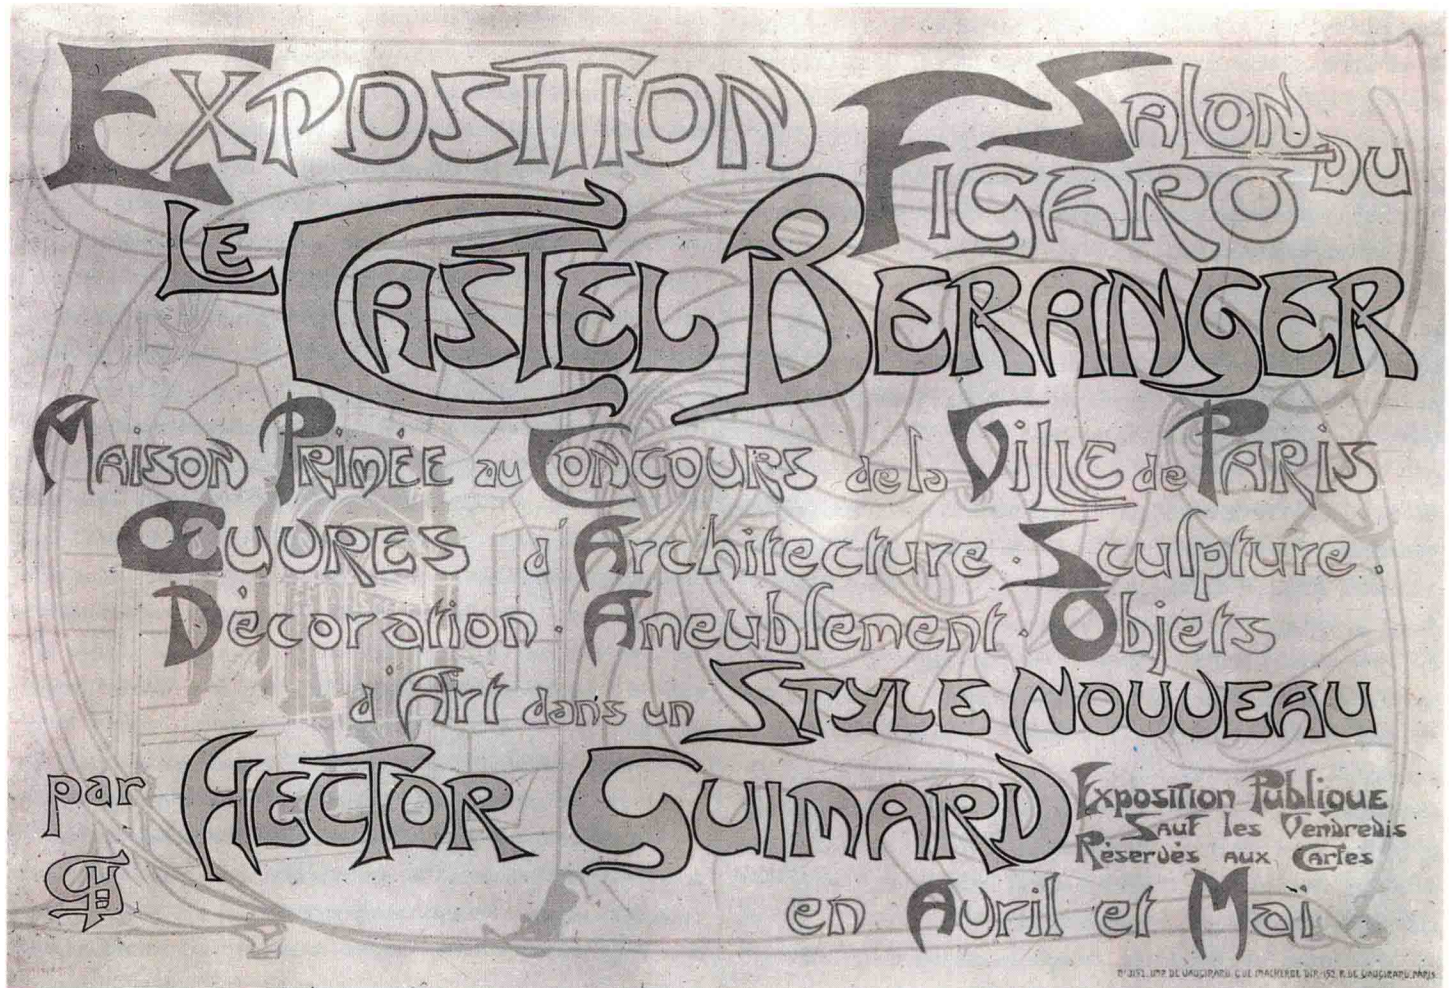 EXPOSITION SALON DU
FIGARO
LE CASTEL BERANGER
MAISON PRIMÉE au CONCOURS de la VILLE de PARIS
ŒUVRES d'Architecture · Sculpture ·
Décoration · Ameublement · Objets
d'Art dans un STYLE NOUVEAU
par HECTOR GUIMARD
Exposition Publique
Sauf les Vendredis
Réservés aux Cartes
en Avril et Maï
GH